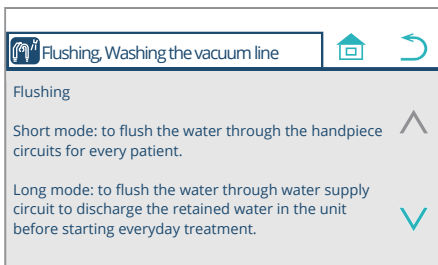 Flushing, Washing the vacuum line
Flushing
Short mode: to flush the water through the handpiece
circuits for every patient.
Long mode: to flush the water through water supply
circuit to discharge the retained water in the unit
before starting everyday treatment.